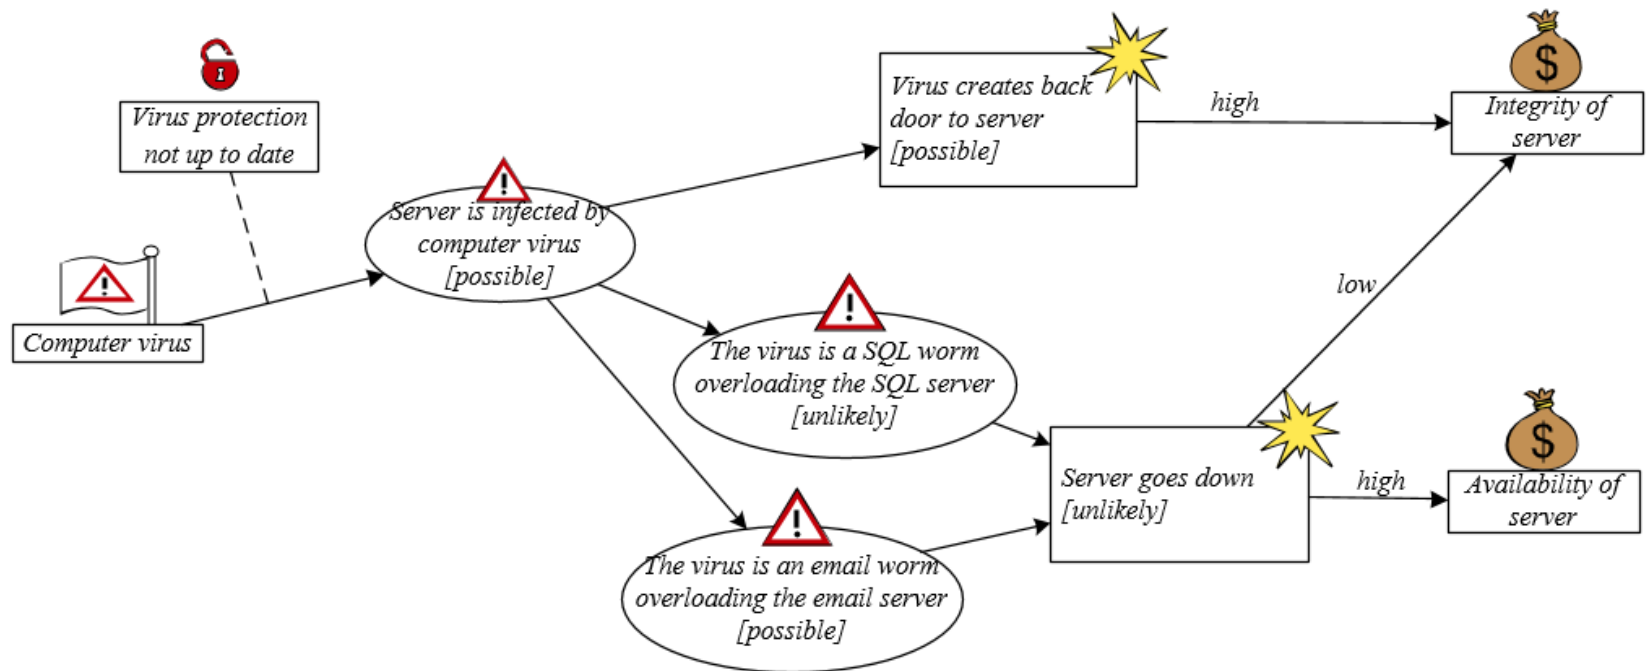 Virus protection
not up to date
Computer virus
Server is infected by
computer virus
[possible]
Virus creates back
door to server
[possible]
high
$
Integrity of
server
The virus is a SQL worm
overloading the SQL server
[unlikely]
low
The virus is an email worm
overloading the email server
[possible]
Server goes down
[unlikely]
high
$
Availability of
server